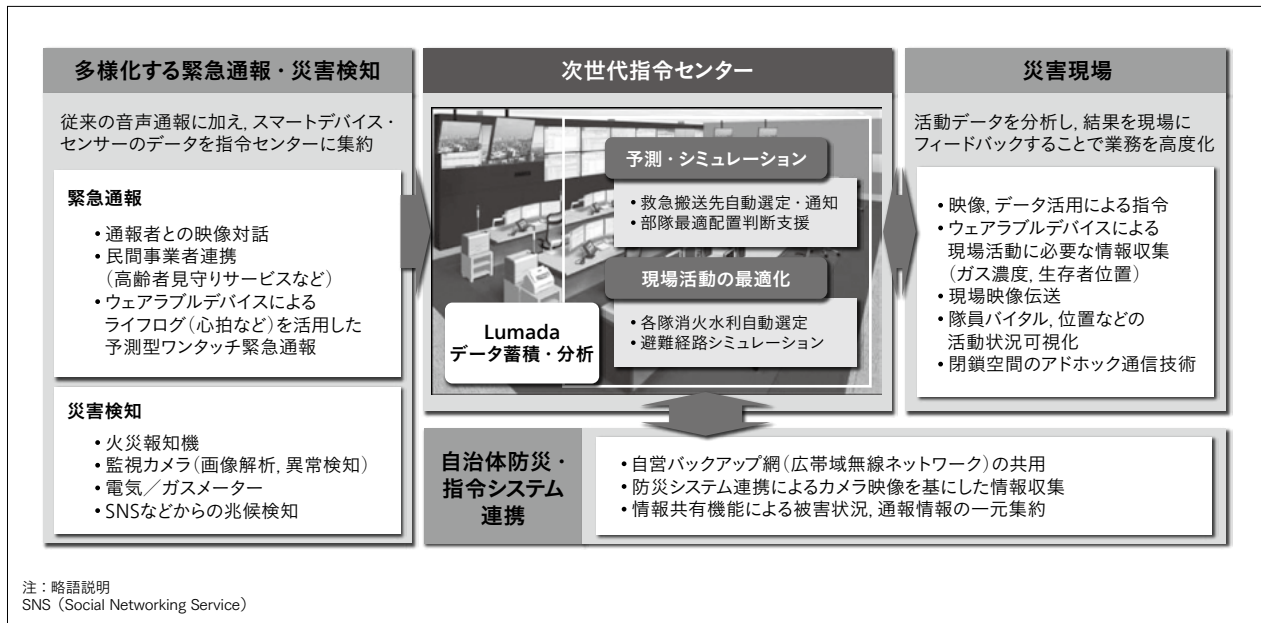 多様化する緊急通報・災害検知
従来の音声通報に加え, スマートデバイス・
センサーのデータを指令センターに集約
緊急通報
• 通報者との映像対話
• 民間事業者連携
(高齢者見守りサービスなど)
• ウェアラブルデバイスによる
ライフログ(心拍など)を活用した
予測型ワンタッチ緊急通報
災害検知
• 火災報知機
• 監視カメラ(画像解析, 異常検知)
• 電気/ガスメーター
• SNSなどからの兆候検知
次世代指令センター
予測・シミュレーション
• 救急搬送先自動選定・通知
• 部隊最適配置判断支援
現場活動の最適化
• 各隊消火水利自動選定
• 避難経路シミュレーション
Lumada
データ蓄積・分析
災害現場
活動データを分析し, 結果を現場に
フィードバックすることで業務を高度化
• 映像, データ活用による指令
• ウェアラブルデバイスによる
現場活動に必要な情報収集
(ガス濃度, 生存者位置)
• 現場映像伝送
• 隊員バイタル, 位置などの
活動状況可視化
• 閉鎖空間のアドホック通信技術
自治体防災・
指令システム
連携
• 自営バックアップ網(広帯域無線ネットワーク)の共用
• 防災システム連携によるカメラ映像を基にした情報収集
• 情報共有機能による被害状況, 通報情報の一元集約
注:略語説明
SNS(Social Networking Service)